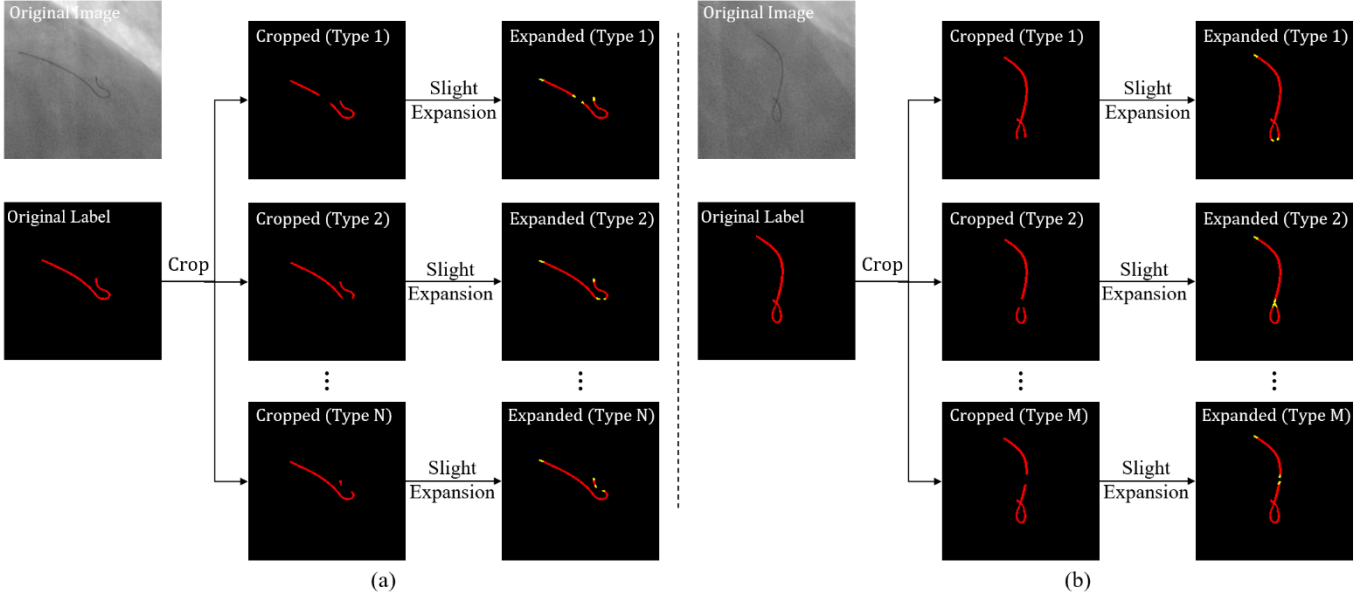 Original Image
Cropped (Type 1)
Slight
Expansion
Expanded (Type 1)
Original Label
Crop
Cropped (Type 2)
Slight
Expansion
Expanded (Type 2)
⋮
⋮
Cropped (Type N)
Slight
Expansion
Expanded (Type N)
(a)
Original Image
Cropped (Type 1)
Slight
Expansion
Expanded (Type 1)
Original Label
Crop
Cropped (Type 2)
Slight
Expansion
Expanded (Type 2)
⋮
⋮
Cropped (Type M)
Slight
Expansion
Expanded (Type M)
(b)